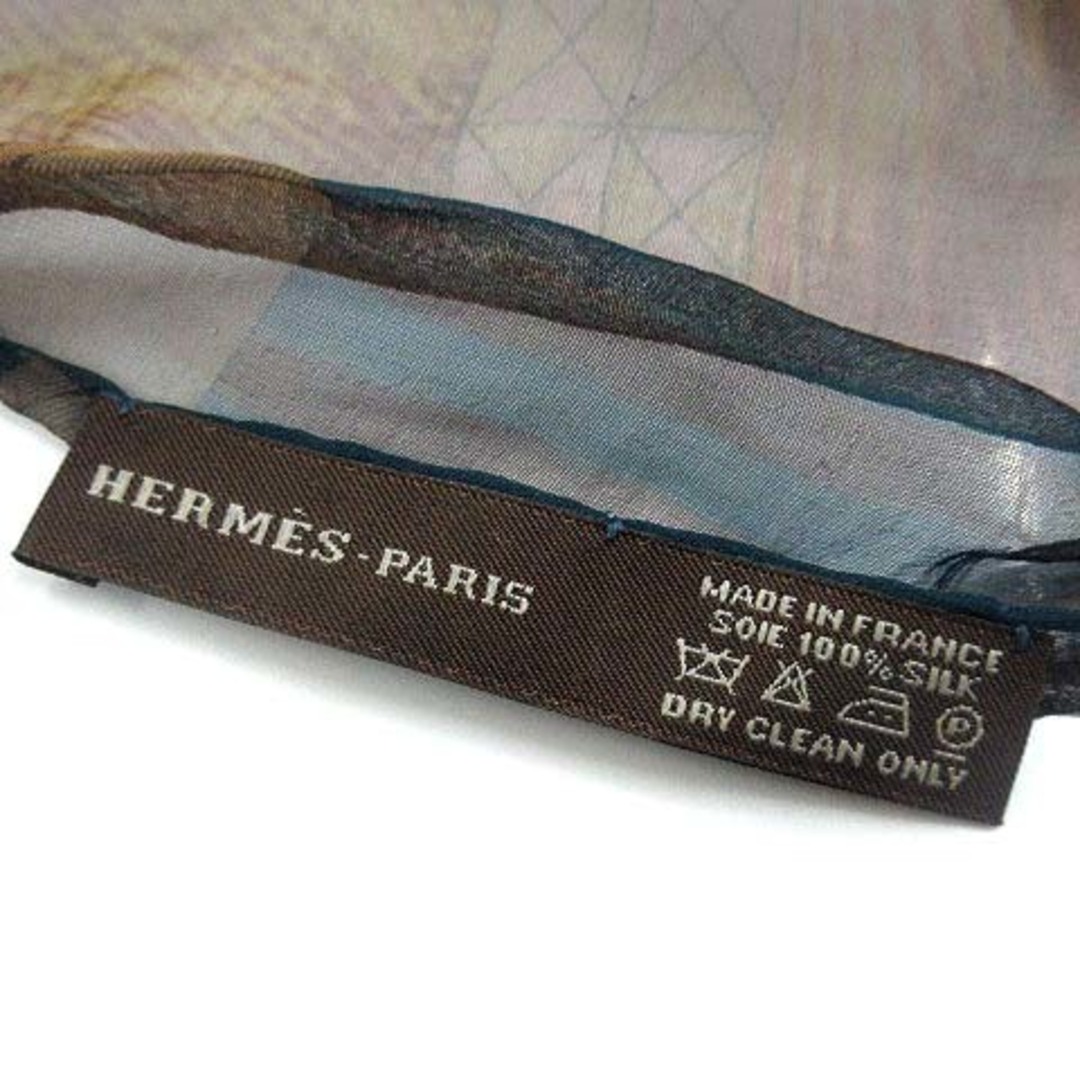 HERMÈS-PARIS
MADE IN FRANCE
SOIE 100% SILK
P
DRY CLEAN ONLY